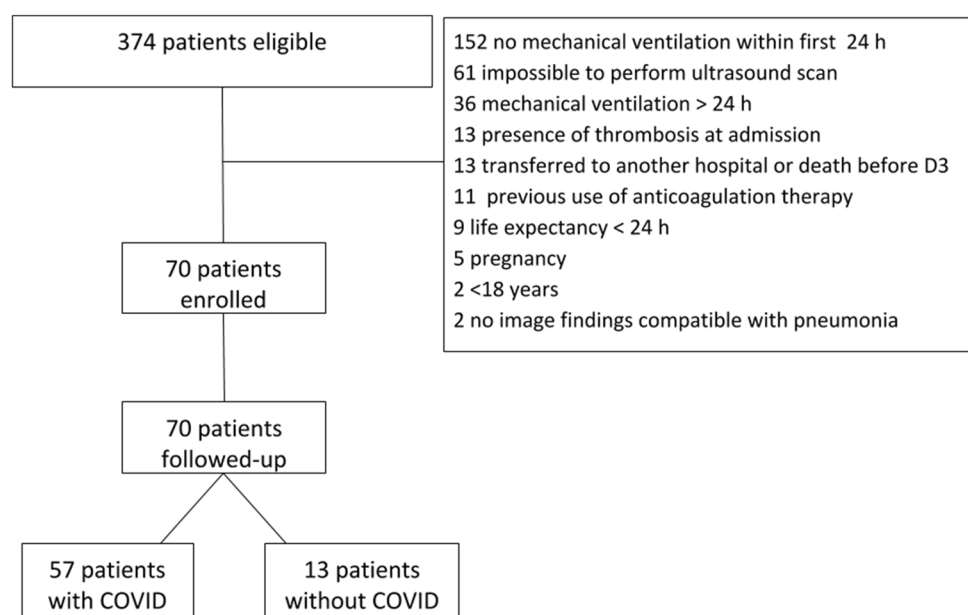 374 patients eligible
152 no mechanical ventilation within first 24 h
61 impossible to perform ultrasound scan
36 mechanical ventilation > 24 h
13 presence of thrombosis at admission
13 transferred to another hospital or death before D3
11 previous use of anticoagulation therapy
9 life expectancy < 24 h
5 pregnancy
2 <18 years
2 no image findings compatible with pneumonia
70 patients
enrolled
70 patients
followed-up
57 patients
with COVID
13 patients
without COVID